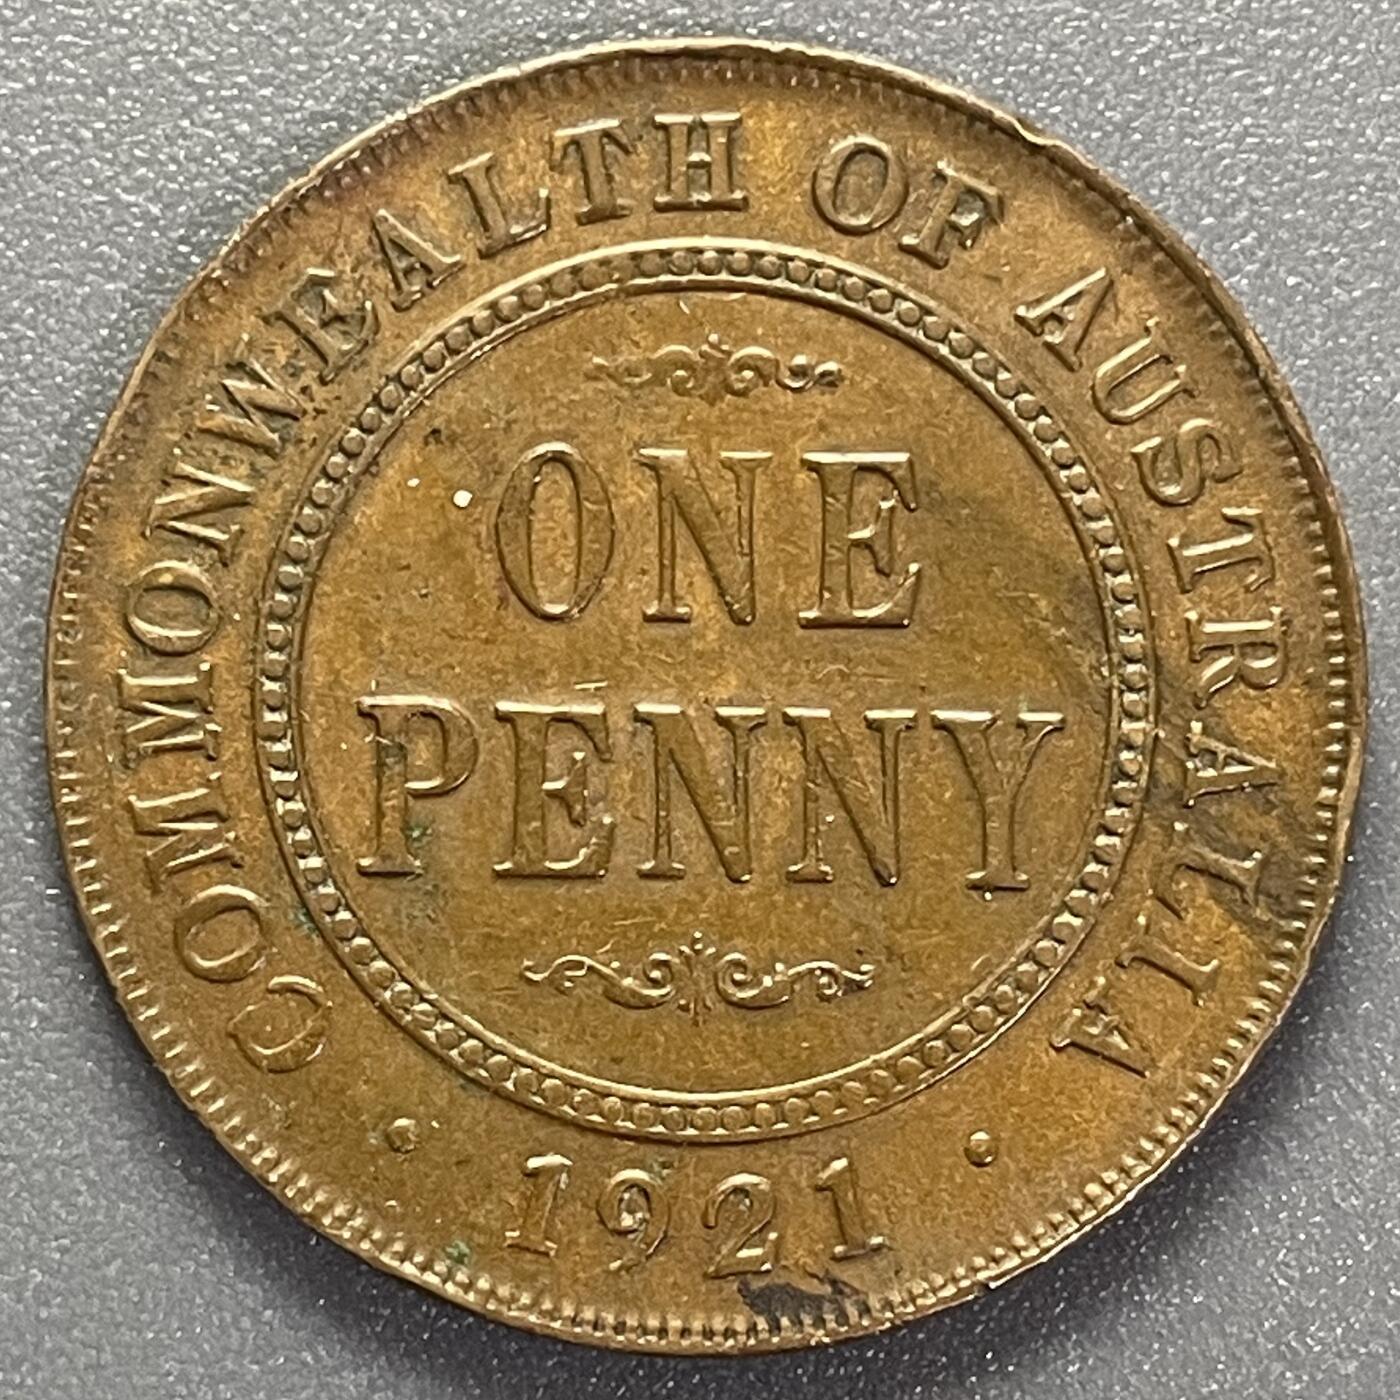 COMMONWEALTH OF AUSTRALIA
ONE
PENNY
· 1921 ·